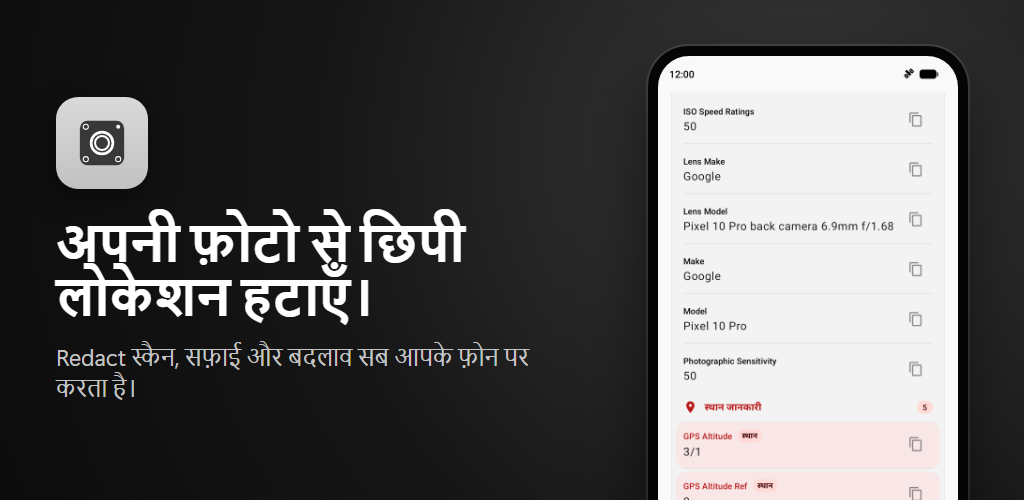 अपनी फ़ोटो से छिपी
लोकेशन हटाएँ।
Redact स्कैन, सफ़ाई और बदलाव सब आपके फ़ोन पर
करता है।
12:00
ISO Speed Ratings
50
Lens Make
Google
Lens Model
Pixel 10 Pro back camera 6.9mm f/1.68
Make
Google
Model
Pixel 10 Pro
Photographic Sensitivity
50
स्थान जानकारी 5
GPS Altitude स्थान
3/1
GPS Altitude Ref स्थान